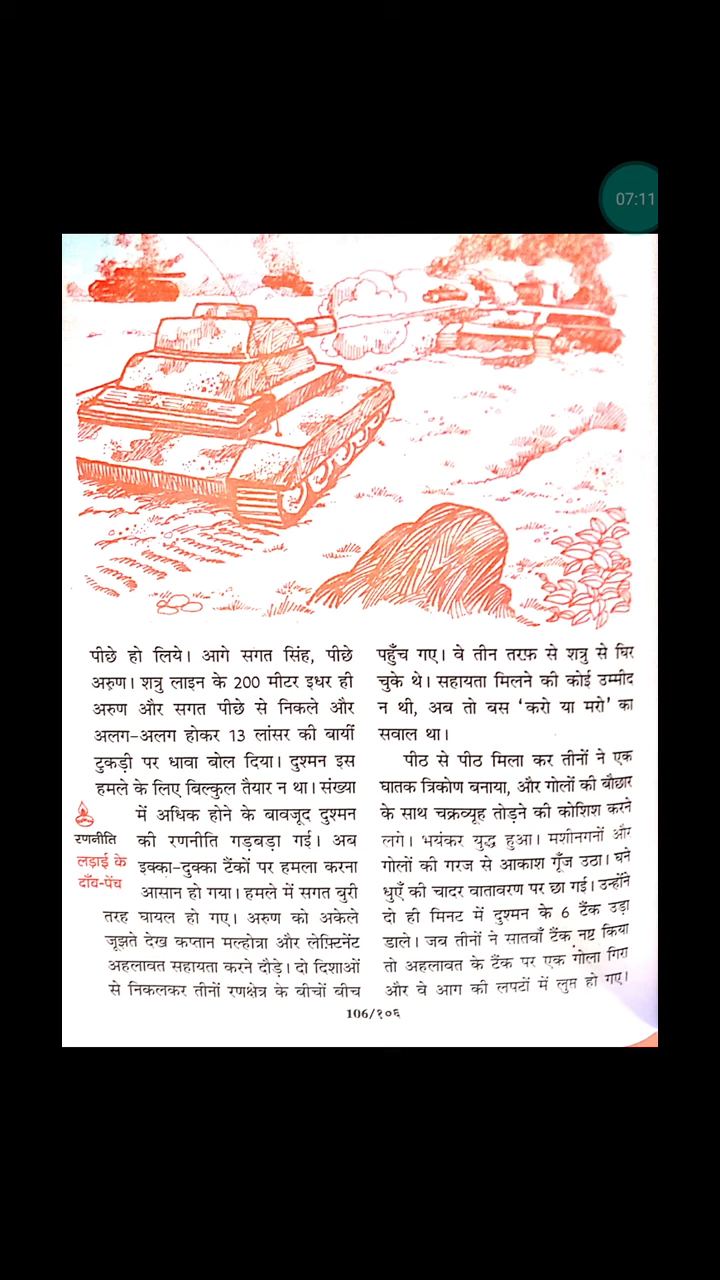 07:11
पीछे हो लिये। आगे सगत सिंह, पीछे
अरुण। शत्रु लाइन के 200 मीटर इधर ही
अरुण और सगत पीछे से निकले और
अलग-अलग होकर 13 लांसर की बायीं
टुकड़ी पर धावा बोल दिया। दुश्मन इस
हमले के लिए बिल्कुल तैयार न था। संख्या
में अधिक होने के बावजूद दुश्मन
की रणनीति गड़बड़ा गई। अब
इक्का-दुक्का टैंकों पर हमला करना
आसान हो गया। हमले में सगत बुरी
तरह घायल हो गए। अरुण को अकेले
जूझते देख कप्तान मल्होत्रा और लेफ़्टिनेंट
अहलावत सहायता करने दौड़े। दो दिशाओं
से निकलकर तीनों रणक्षेत्र के बीचों बीच
रणनीति
लड़ाई के
दाँव-पेंच
पहुँच गए। वे तीन तरफ़ से शत्रु से घिर
चुके थे। सहायता मिलने की कोई उम्मीद
न थी, अब तो बस ‘करो या मरो’ का
सवाल था।
पीठ से पीठ मिला कर तीनों ने एक
घातक त्रिकोण बनाया, और गोलों की बौछार
के साथ चक्रव्यूह तोड़ने की कोशिश करने
लगे। भयंकर युद्ध हुआ। मशीनगनों और
गोलों की गरज से आकाश गूँज उठा। घने
धुएँ की चादर वातावरण पर छा गई। उन्होंने
दो ही मिनट में दुश्मन के 6 टैंक उड़ा
डाले। जब तीनों ने सातवाँ टैंक नष्ट किया
तो अहलावत के टैंक पर एक गोला गिरा
और वे आग की लपटों में लुप्त हो गए।
106/१०६